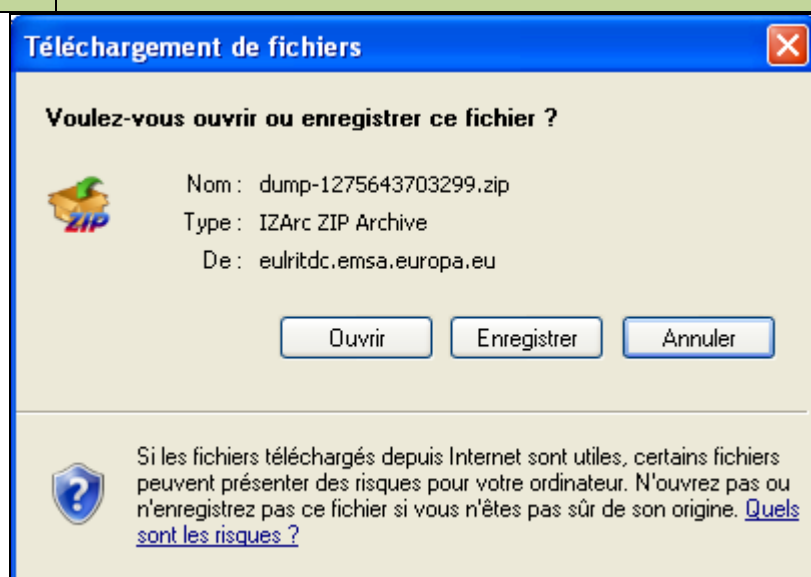 Téléchargement de fichiers
Voulez-vous ouvrir ou enregistrer ce fichier ?
ZIP
Nom : dump-1275643703299.zip
Type : IZArc ZIP Archive
De : eulritdc.emsa.europa.eu
Ouvrir Enregistrer Annuler
Si les fichiers téléchargés depuis Internet sont utiles, certains fichiers
peuvent présenter des risques pour votre ordinateur. N'ouvrez pas ou
n'enregistrez pas ce fichier si vous n'êtes pas sûr de son origine. Quels
sont les risques ?